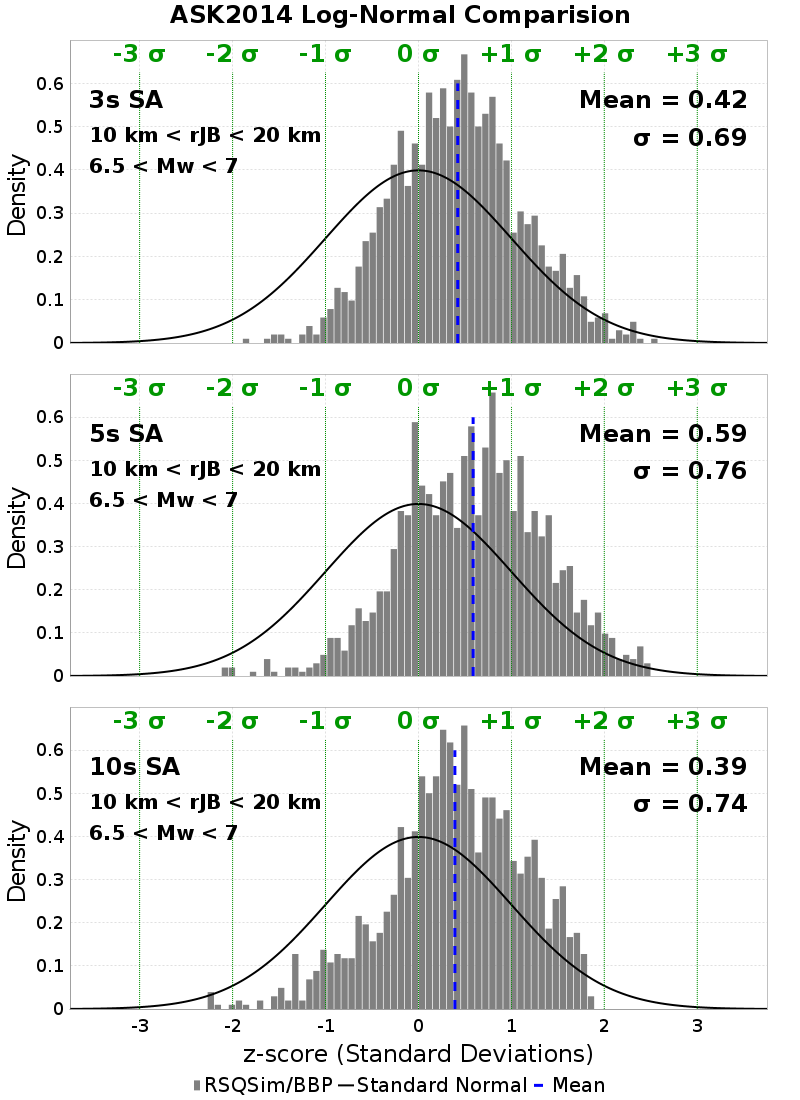 ASK2014 Log-Normal Comparision
-3 σ -2 σ -1 σ 0 σ +1 σ +2 σ +3 σ
3s SA
10 km < rJB < 20 km
6.5 < Mw < 7
Mean = 0.42
σ = 0.69
Density
0.6
0.5
0.4
0.3
0.2
0.1
0
-3 σ -2 σ -1 σ 0 σ +1 σ +2 σ +3 σ
5s SA
10 km < rJB < 20 km
6.5 < Mw < 7
Mean = 0.59
σ = 0.76
Density
0.6
0.5
0.4
0.3
0.2
0.1
0
-3 σ -2 σ -1 σ 0 σ +1 σ +2 σ +3 σ
10s SA
10 km < rJB < 20 km
6.5 < Mw < 7
Mean = 0.39
σ = 0.74
Density
0.6
0.5
0.4
0.3
0.2
0.1
0
-3 -2 -1 0 1 2 3
z-score (Standard Deviations)
RSQSim/BBP Standard Normal Mean